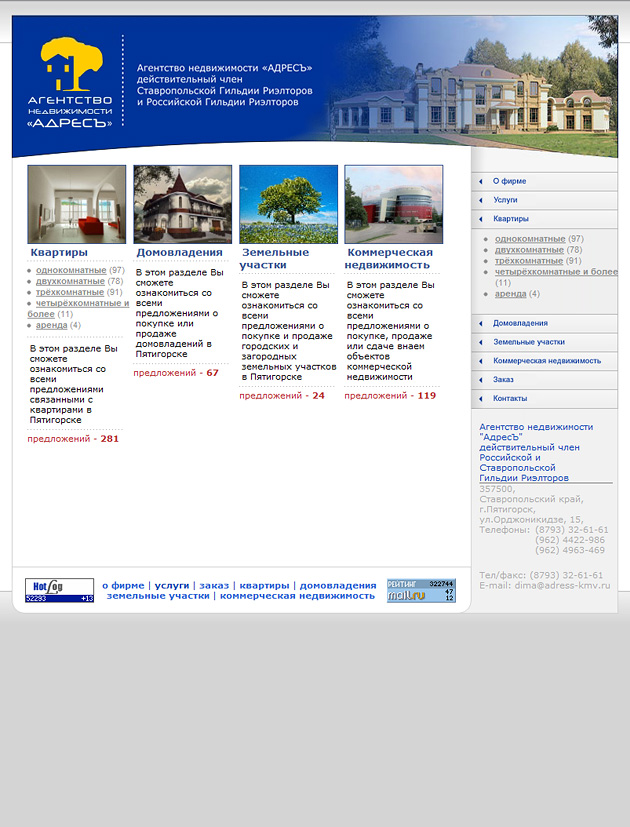 АГЕНТСТВО
НЕДВИЖИМОСТИ
«АДРЕСЪ»
Агентство недвижимости «АДРЕСЪ»
действительный член
Ставропольской Гильдии Риэлторов
и Российской Гильдии Риэлторов
Квартиры
однокомнатные (97)
двухкомнатные (78)
трёхкомнатные (91)
четырёхкомнатные и
более (11)
аренда (4)
В этом разделе Вы
сможете
ознакомиться со
всеми
предложениями
связанными с
квартирами в
Пятигорске
предложений - 281
Домовладения
В этом разделе Вы
сможете
ознакомиться со
всеми
предложениями о
покупке или
продаже
домовладений в
Пятигорске
предложений - 67
Земельные
участки
В этом разделе Вы
сможете
ознакомиться со
всеми
предложениями о
покупке и продаже
городских и
загородных
земельных участков
в Пятигорске
предложений - 24
Коммерческая
недвижимость
В этом разделе Вы
сможете
ознакомиться со
всеми
предложениями о
покупке, продаже
или сдаче внаем
объектов
коммерческой
недвижимости
предложений - 119
О фирме
Услуги
Квартиры
однокомнатные (97)
двухкомнатные (78)
трёхкомнатные (91)
четырёхкомнатные и более
(11)
аренда (4)
Домовладения
Земельные участки
Коммерческая недвижимость
Заказ
Контакты
Агентство недвижимости
"АдресЪ"
действительный член
Российской и
Ставропольской
Гильдии Риэлторов
357500,
Ставропольский край,
г.Пятигорск,
ул.Орджоникидзе, 15,
Телефоны: (8793) 32-61-61
(962) 4422-986
(962) 4963-469
Тел/факс: (8793) 32-61-61
E-mail: dima@adress-kmv.ru
HotLog
52293 +13
о фирме | услуги | заказ | квартиры | домовладения
земельные участки | коммерческая недвижимость
РЕЙТИНГ 322744
mail.ru 47
12